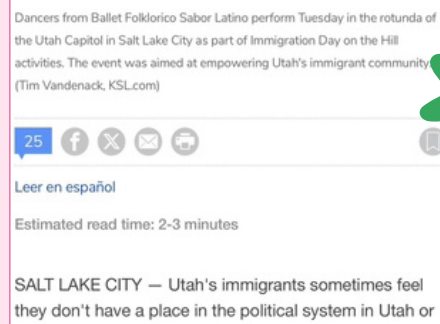 Dancers from Ballet Folklorico Sabor Latino perform Tuesday in the rotunda of
the Utah Capitol in Salt Lake City as part of Immigration Day on the Hill
activities. The event was aimed at empowering Utah's immigrant community.
(Tim Vandenack, KSL.com)
25
Leer en español
Estimated read time: 2-3 minutes
SALT LAKE CITY — Utah's immigrants sometimes feel
they don't have a place in the political system in Utah or